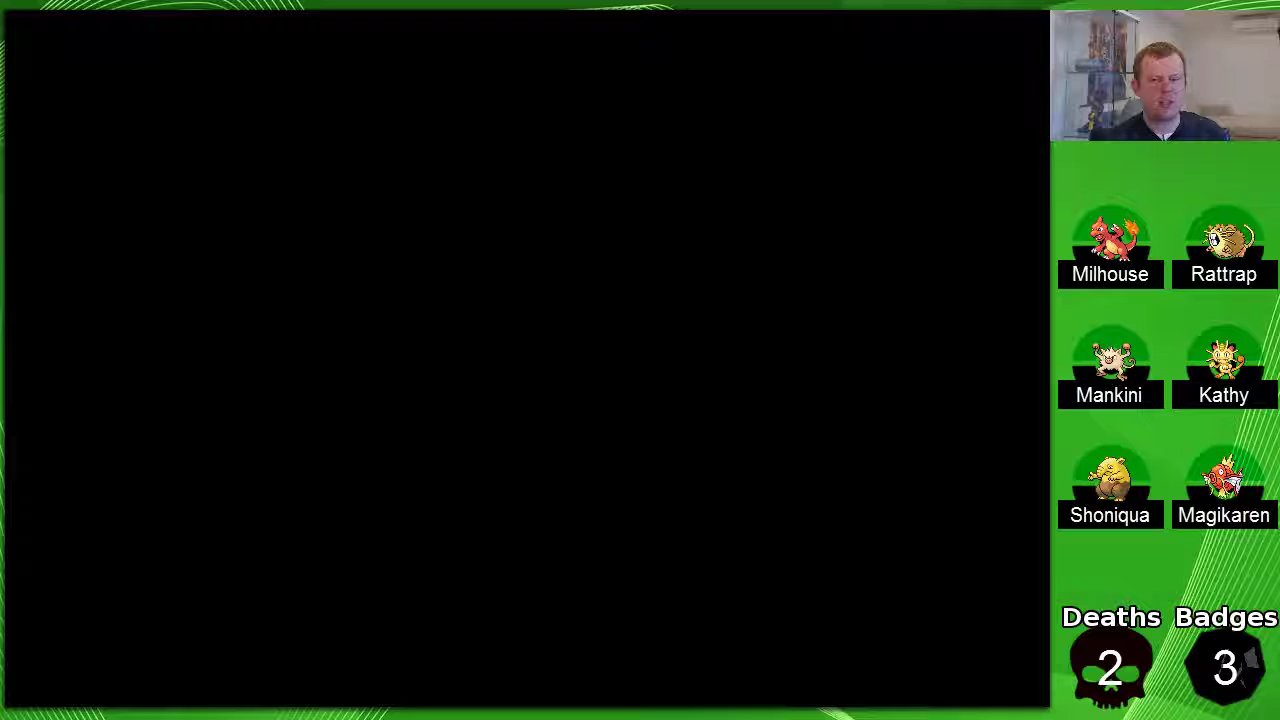 Milhouse Rattrap
Mankini Kathy
Shoniqua Magikaren
Deaths Badges
2 3